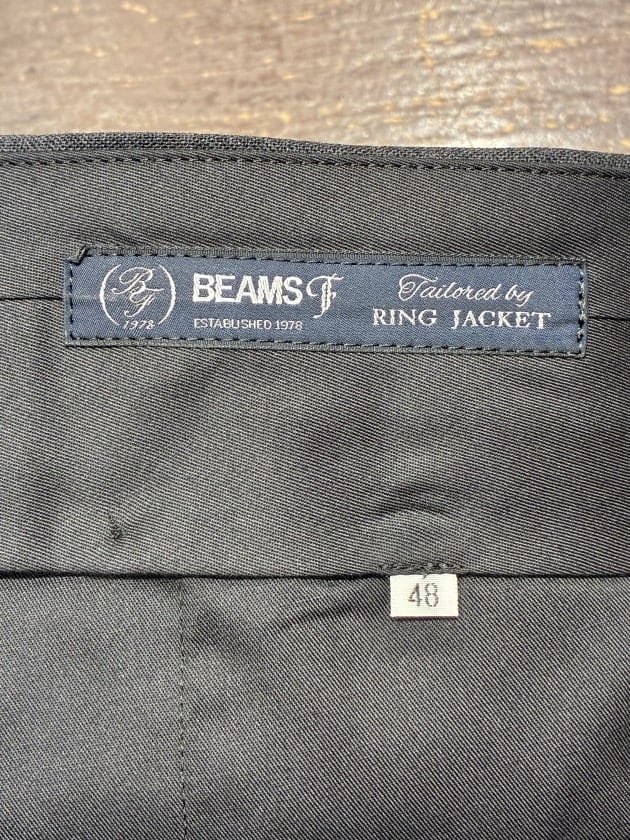 BF
1978
BEAMS F
ESTABLISHED 1978
Tailored by
RING JACKET
48